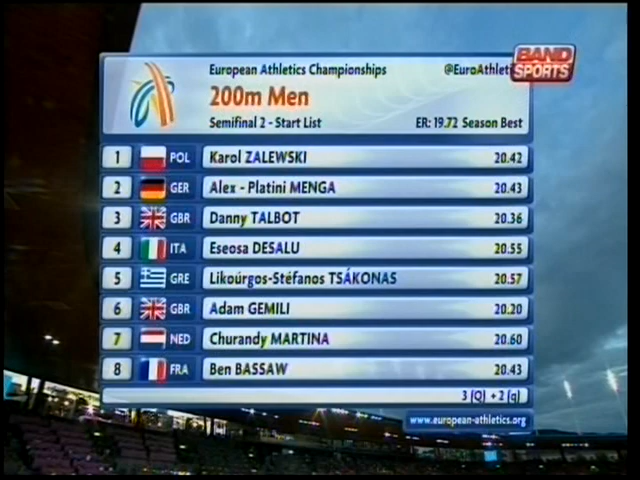 BAND SPORTS
European Athletics Championships @EuroAthleti
200m Men
Semifinal 2 - Start List ER: 19.72 Season Best
1 POL Karol ZALEWSKI 20.42
2 GER Alex - Platini MENGA 20.43
3 GBR Danny TALBOT 20.36
4 ITA Eseosa DESALU 20.55
5 GRE Likoúrgos-Stéfanos TSÁKONAS 20.57
6 GBR Adam GEMILI 20.20
7 NED Churandy MARTINA 20.60
8 FRA Ben BASSAW 20.43
3 (Q) + 2 (q)
www.european-athletics.org